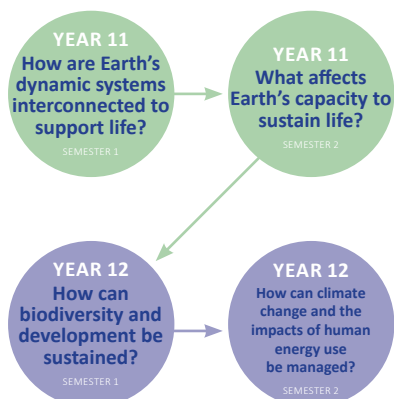 YEAR 11
How are Earth’s
dynamic systems
interconnected to
support life?
SEMESTER 1
YEAR 11
What affects
Earth’s capacity to
sustain life?
SEMESTER 2
YEAR 12
How can
biodiversity and
development be
sustained?
SEMESTER 1
YEAR 12
How can climate
change and the
impacts of human
energy use
be managed?
SEMESTER 2